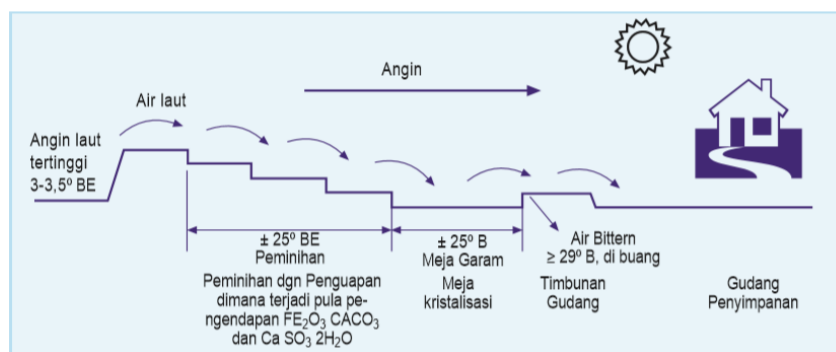 Angin
Air laut
Angin laut
tertinggi
3-3,5º BE
± 25º BE
Peminihan
Peminihan dgn Penguapan
dimana terjadi pula pe-
ngendapan FE₂O₃ CACO₃
dan Ca SO₃ 2H₂O
± 25º B
Meja Garam
Meja
kristalisasi
Air Bittern
≥ 29º B, di buang
Timbunan
Gudang
Gudang
Penyimpanan